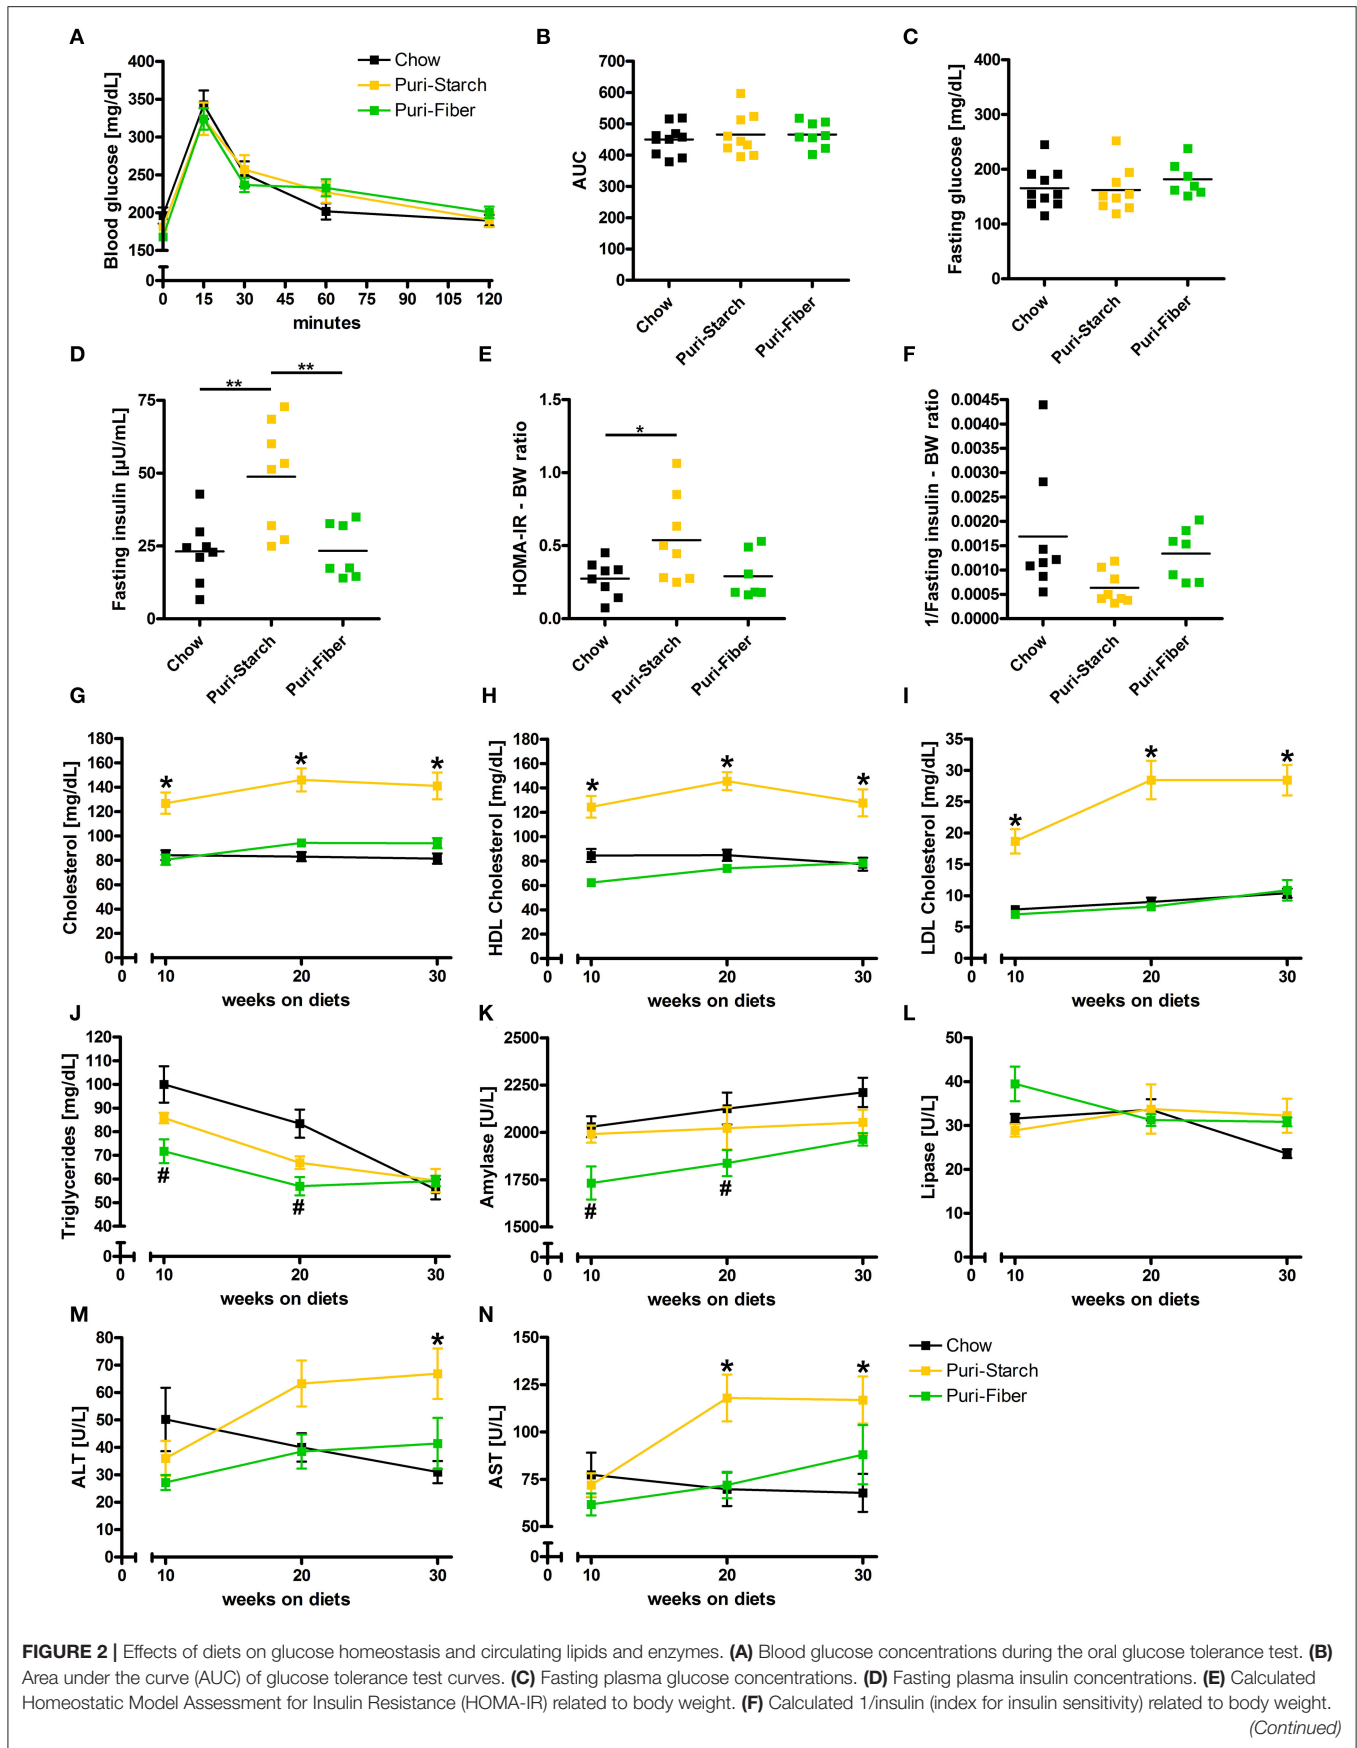 A
Blood glucose [mg/dL]
400
350
300
250
200
150
0
0 15 30 45 60 75 90 105 120
minutes
Chow
Puri-Starch
Puri-Fiber
B
AUC
700
600
500
400
300
200
100
0
Chow
Puri-Starch
Puri-Fiber
C
Fasting glucose [mg/dL]
400
300
200
100
0
Chow
Puri-Starch
Puri-Fiber
D
Fasting insulin [µU/mL]
75
50
25
0
**
**
Chow
Puri-Starch
Puri-Fiber
E
HOMA-IR - BW ratio
1.5
1.0
0.5
0.0
*
Chow
Puri-Starch
Puri-Fiber
F
1/Fasting insulin - BW ratio
0.0045
0.0040
0.0035
0.0030
0.0025
0.0020
0.0015
0.0010
0.0005
0.0000
Chow
Puri-Starch
Puri-Fiber
G
Cholesterol [mg/dL]
180
160
140
120
100
80
60
40
20
0
* * *
0 10 20 30
weeks on diets
H
HDL Cholesterol [mg/dL]
180
160
140
120
100
80
60
40
20
0
* * *
0 10 20 30
weeks on diets
I
LDL Cholesterol [mg/dL]
35
30
25
20
15
10
5
0
* * *
0 10 20 30
weeks on diets
J
Triglycerides [mg/dL]
120
110
100
90
80
70
60
50
40
0
# #
0 10 20 30
weeks on diets
K
Amylase [U/L]
2500
2250
2000
1750
1500
0
# #
0 10 20 30
weeks on diets
L
Lipase [U/L]
50
40
30
20
10
0
0 10 20 30
weeks on diets
M
ALT [U/L]
80
70
60
50
40
30
20
10
0
*
0 10 20 30
weeks on diets
N
AST [U/L]
150
125
100
75
50
0
* *
0 10 20 30
weeks on diets
Chow
Puri-Starch
Puri-Fiber
FIGURE 2 | Effects of diets on glucose homeostasis and circulating lipids and enzymes. (A) Blood glucose concentrations during the oral glucose tolerance test. (B)
Area under the curve (AUC) of glucose tolerance test curves. (C) Fasting plasma glucose concentrations. (D) Fasting plasma insulin concentrations. (E) Calculated
Homeostatic Model Assessment for Insulin Resistance (HOMA-IR) related to body weight. (F) Calculated 1/insulin (index for insulin sensitivity) related to body weight.
(Continued)